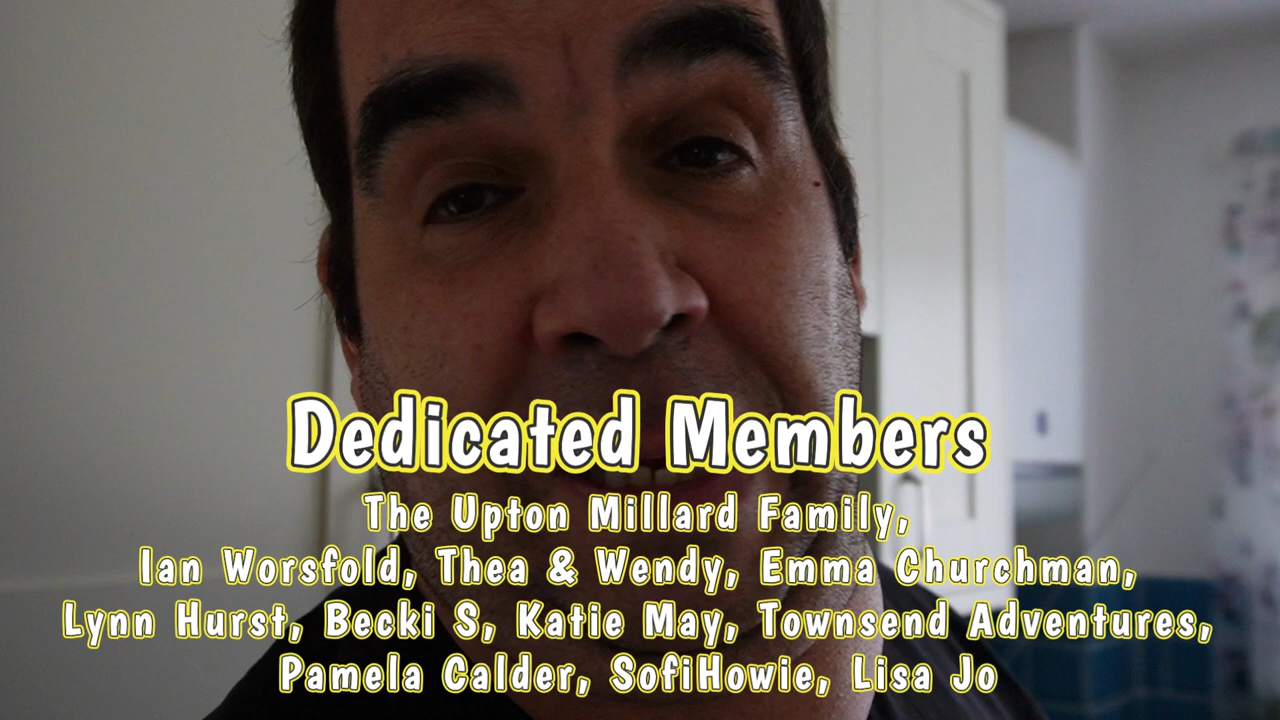 Dedicated Members
The Upton Millard Family,
Ian Worsfold, Thea & Wendy, Emma Churchman,
Lynn Hurst, Becki S, Katie May, Townsend Adventures,
Pamela Calder, SofiHowie, Lisa Jo